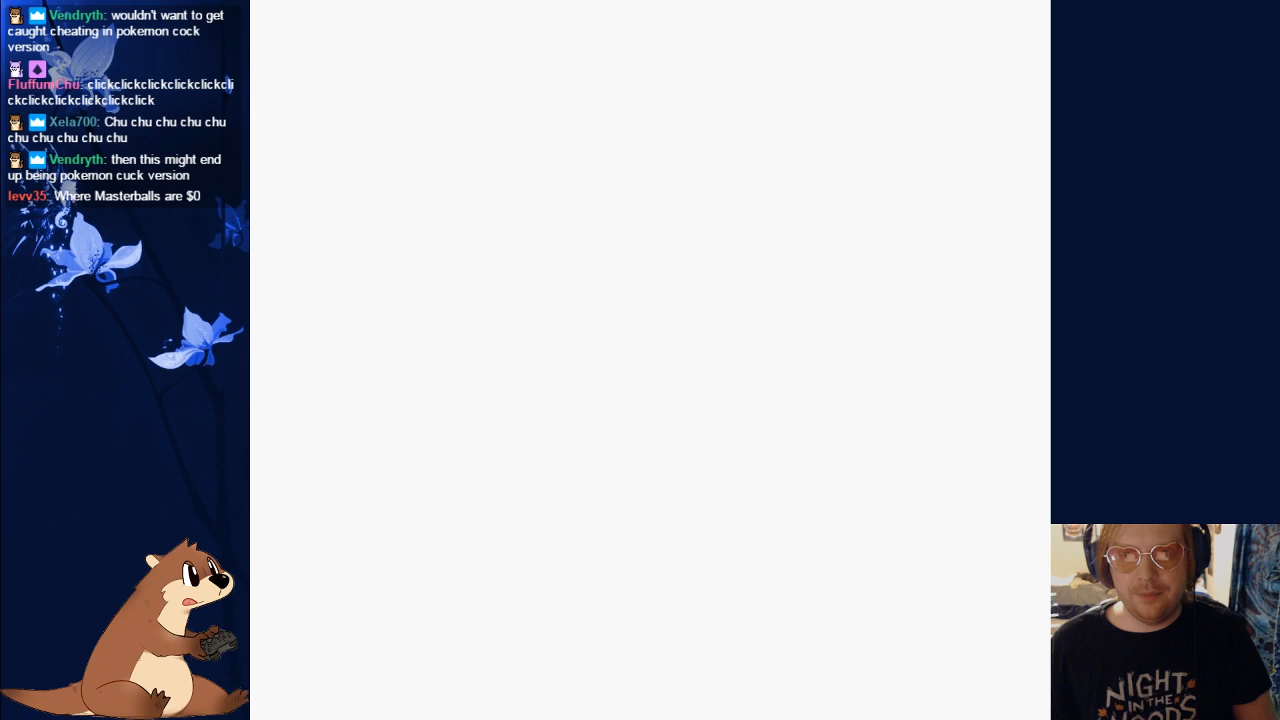 Vendryth: wouldn't want to get
caught cheating in pokemon cock
version
FluffumChu: clickclickclickclickclickcli
ckclickclickclickclickclick
Xela700: Chu chu chu chu chu
chu chu chu chu chu
Vendryth: then this might end
up being pokemon cuck version
levv35: Where Masterballs are $0
NIGHT
IN THE
WOODS